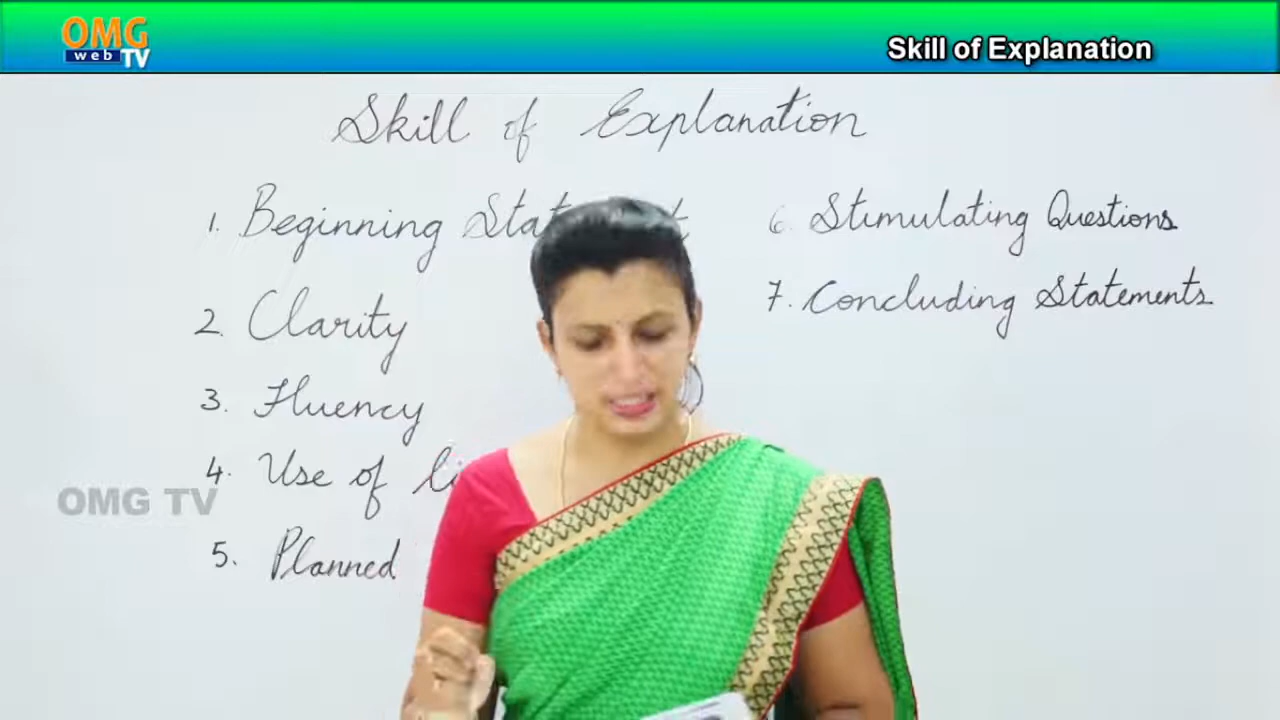 OMG
web TV
Skill of Explanation
Skill of Explanation
1. Beginning
2. Clarity
3. Fluency
4. Use of
5. Planned
6. Stimulating Questions
7. Concluding Statements
OMG TV